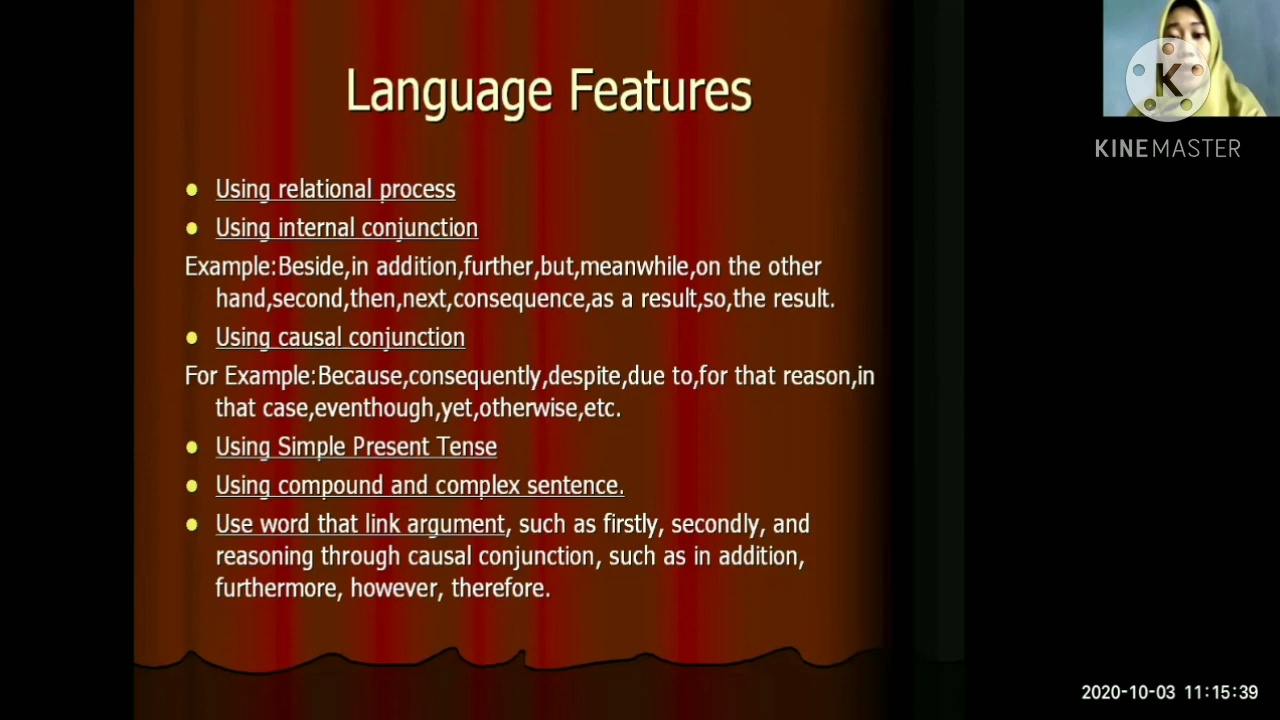 Language Features
Using relational process
Using internal conjunction
Example:Beside,in addition,further,but,meanwhile,on the other
hand,second,then,next,consequence,as a result,so,the result.
Using causal conjunction
For Example:Because,consequently,despite,due to,for that reason,in
that case,eventhough,yet,otherwise,etc.
Using Simple Present Tense
Using compound and complex sentence.
Use word that link argument, such as firstly, secondly, and
reasoning through causal conjunction, such as in addition,
furthermore, however, therefore.
K
KINEMASTER
2020-10-03 11:15:39